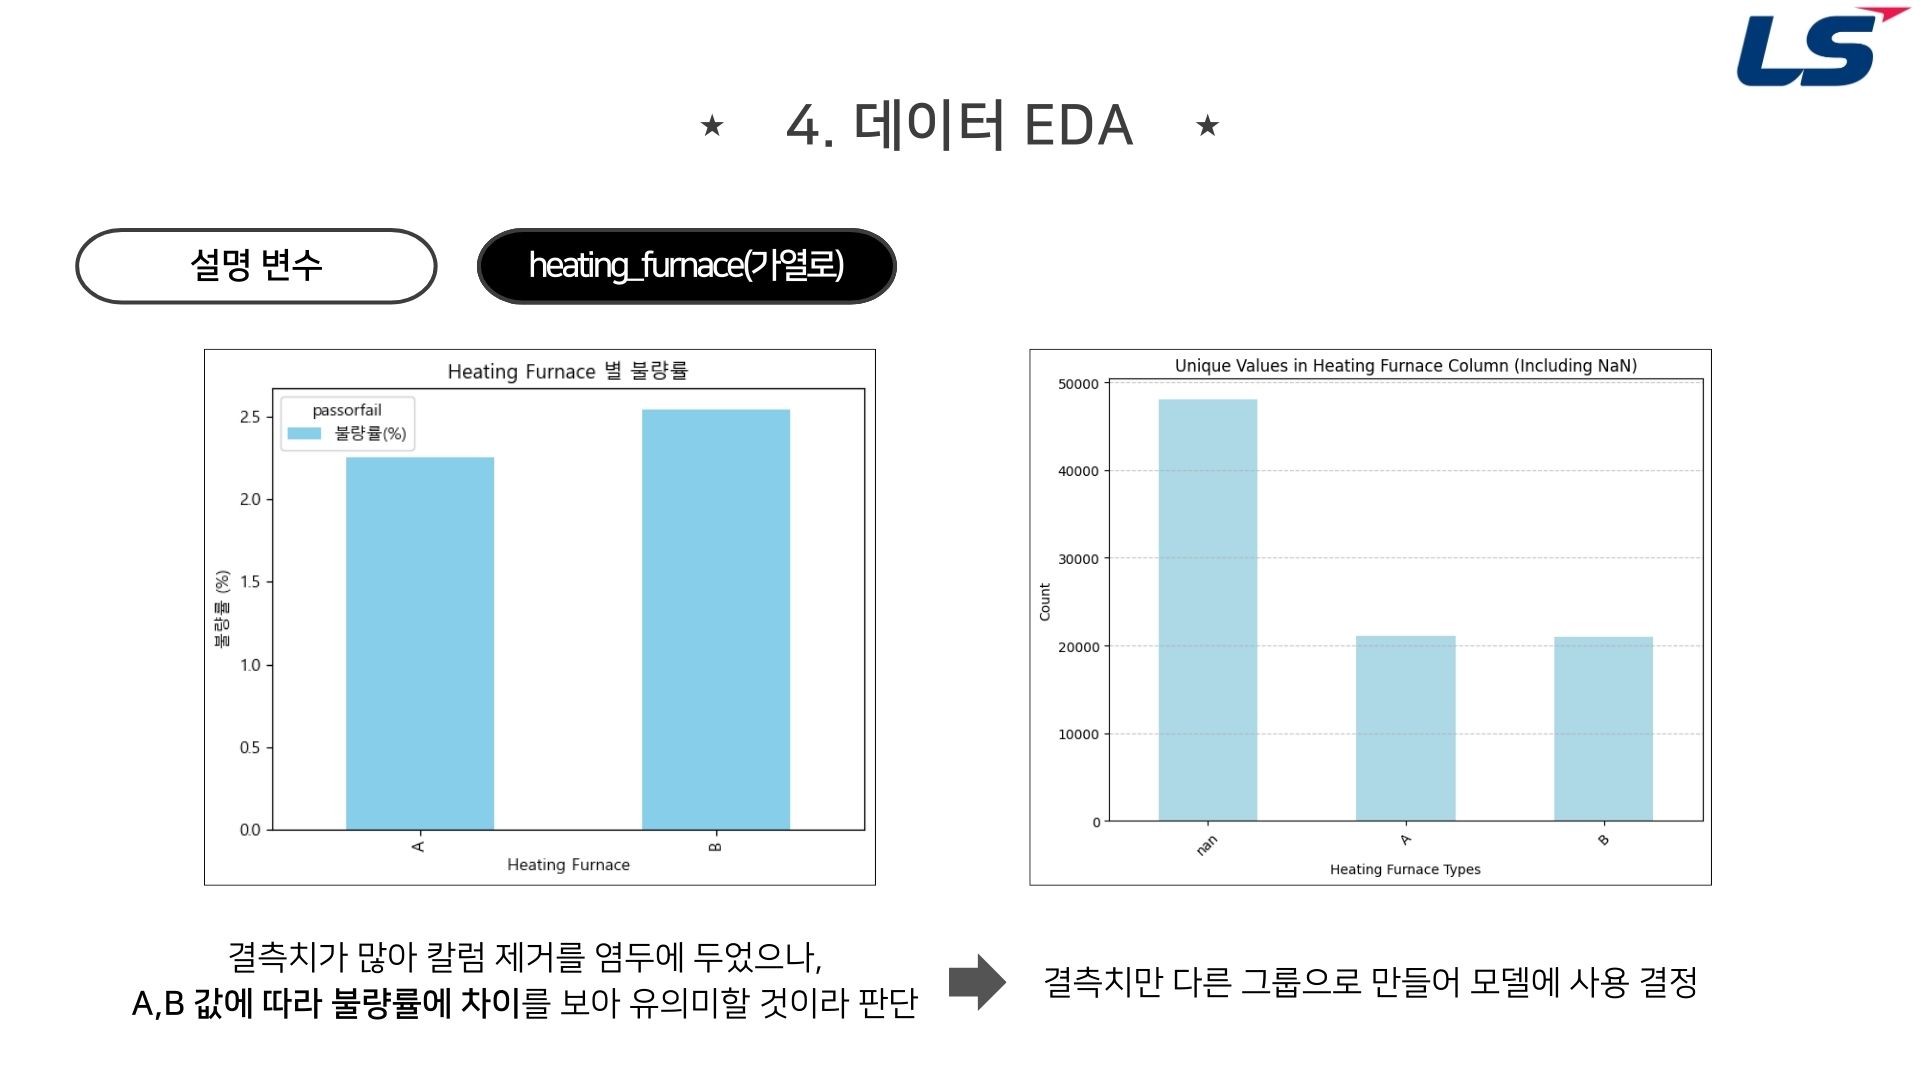 LS
★ 4. 데이터 EDA ★
설명 변수
heating_furnace(가열로)
Heating Furnace 별 불량률
passorfail
불량률(%)
2.5
2.0
1.5
1.0
0.5
0.0
불량률 (%)
A
B
Heating Furnace
Unique Values in Heating Furnace Column (Including NaN)
50000
40000
30000
20000
10000
0
Count
nan
A
B
Heating Furnace Types
결측치가 많아 칼럼 제거를 염두에 두었으나,
A,B 값에 따라 불량률에 차이를 보아 유의미할 것이라 판단
결측치만 다른 그룹으로 만들어 모델에 사용 결정